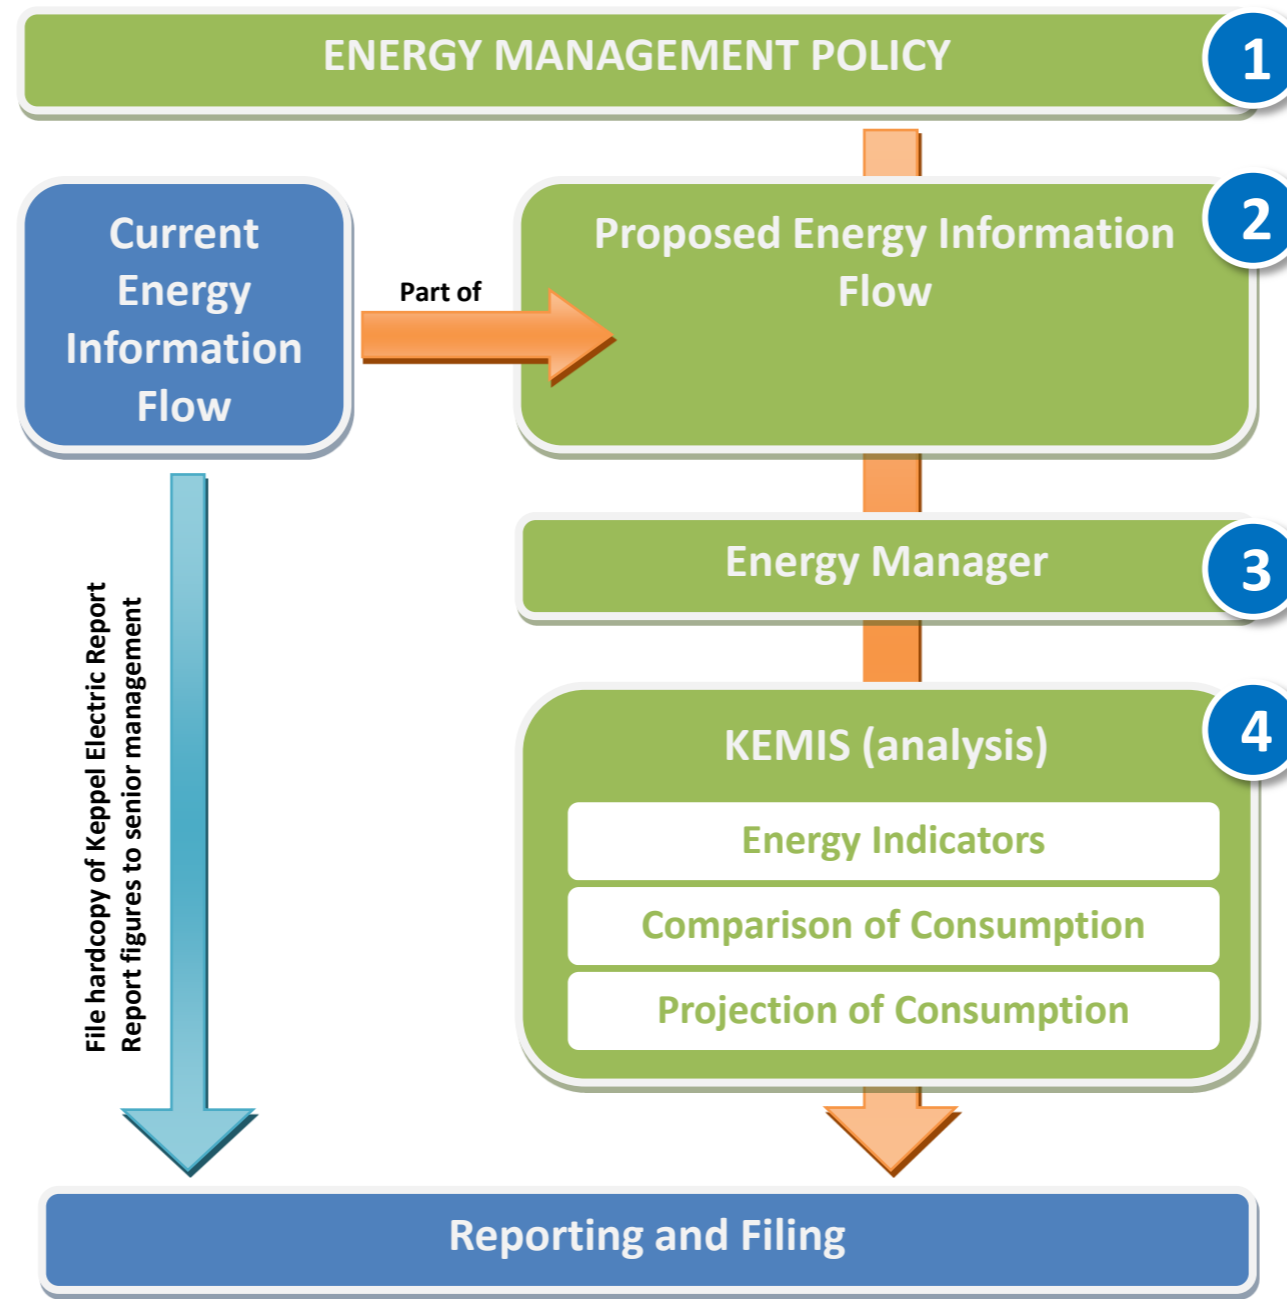 ENERGY MANAGEMENT POLICY
1
Current
Energy
Information
Flow
Part of
Proposed Energy Information
Flow
2
Energy Manager
3
File hardcopy of Keppel Electric Report
Report figures to senior management
KEMIS (analysis)
4
Energy Indicators
Comparison of Consumption
Projection of Consumption
Reporting and Filing